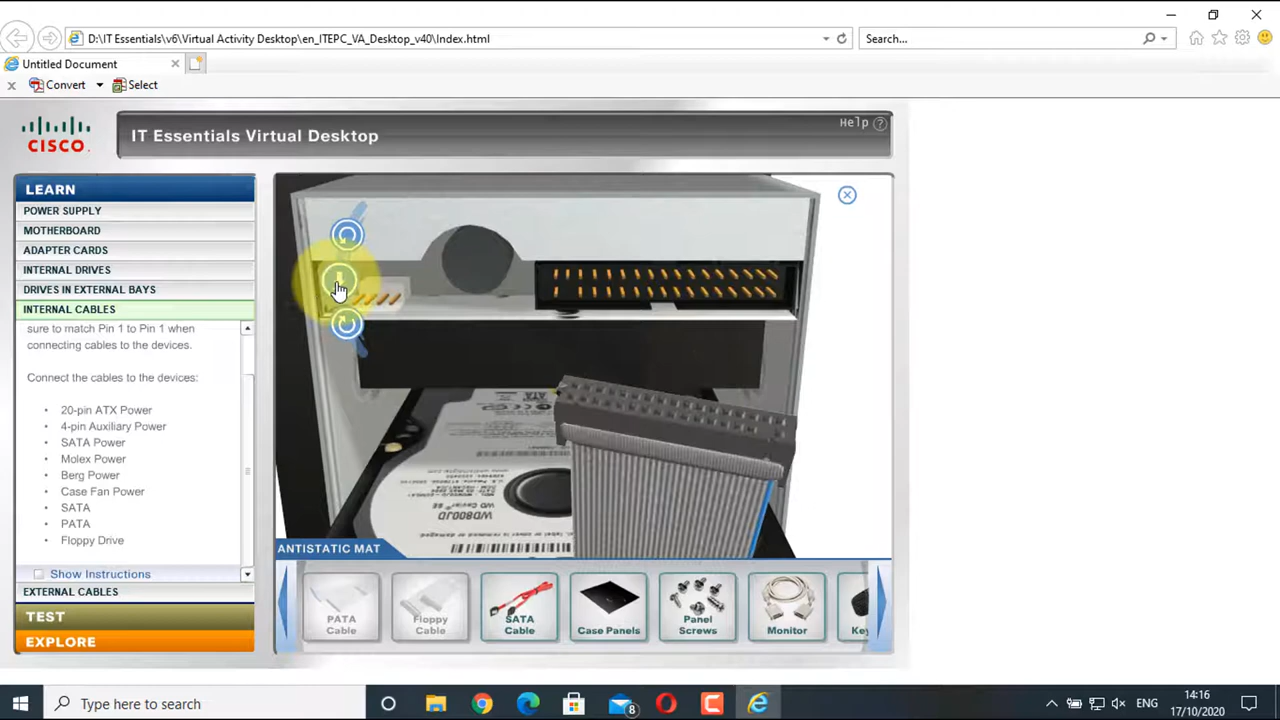 D:\IT Essentials\v6\Virtual Activity Desktop\en_ITEPC_VA_Desktop_v40\Index.html
Search...
Untitled Document
Convert
Select
CISCO
IT Essentials Virtual Desktop
Help ?
LEARN
POWER SUPPLY
MOTHERBOARD
ADAPTER CARDS
INTERNAL DRIVES
DRIVES IN EXTERNAL BAYS
INTERNAL CABLES
sure to match Pin 1 to Pin 1 when
connecting cables to the devices.
Connect the cables to the devices:
• 20-pin ATX Power
• 4-pin Auxiliary Power
• SATA Power
• Molex Power
• Berg Power
• Case Fan Power
• SATA
• PATA
• Floppy Drive
Show Instructions
EXTERNAL CABLES
TEST
EXPLORE
WD800JD
ANTISTATIC MAT
PATA
Cable
Floppy
Cable
SATA
Cable
Case Panels
Panel
Screws
Monitor
Key
Type here to search
8
ENG
14:16
17/10/2020